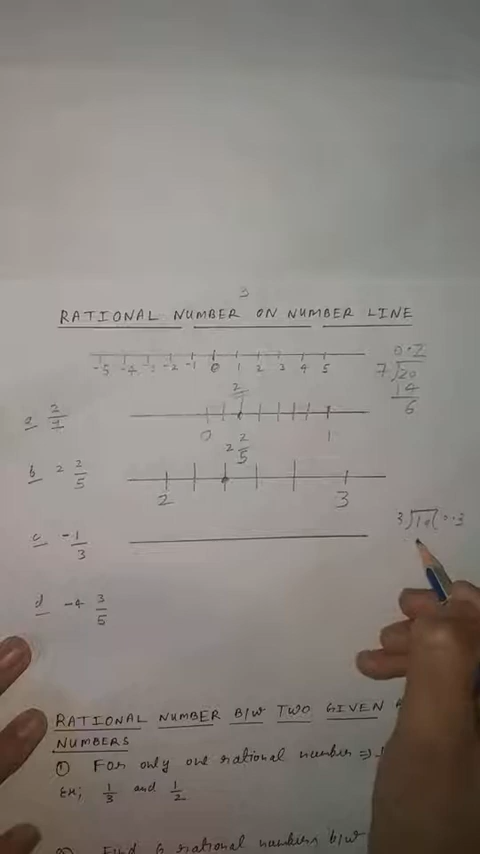 3
RATIONAL NUMBER ON NUMBER LINE
-5 -4 -3 -2 -1 0 1 2 3 4 5
0.2
7√20
14
6
a 2/7
2/7
0 1
b 2 2/5
2 2/5
2 3
c -1/3
3√10(0.3
d -4 3/5
RATIONAL NUMBER B/W TWO GIVEN
NUMBERS
① For only one rational number ⇒
Ex; 1/3 and 1/2
Find 6 rational numbers b/w